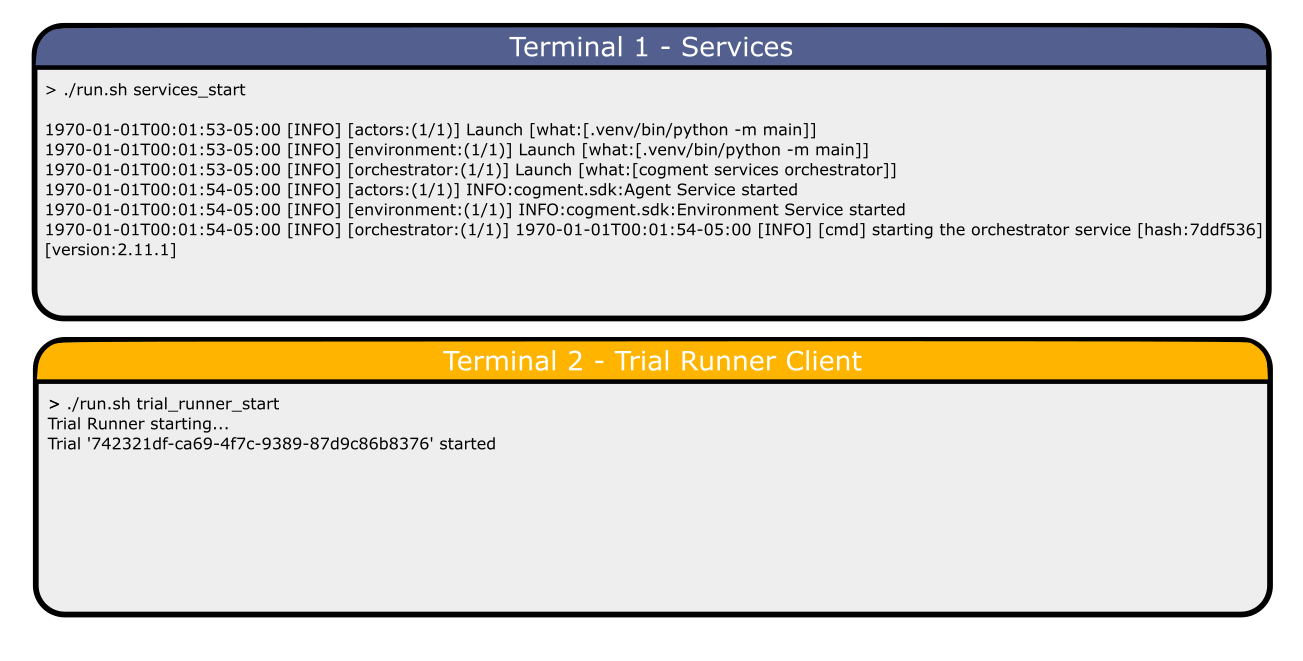 Terminal 1 - Services
> ./run.sh services_start
1970-01-01T00:01:53-05:00 [INFO] [actors:(1/1)] Launch [what:[.venv/bin/python -m main]]
1970-01-01T00:01:53-05:00 [INFO] [environment:(1/1)] Launch [what:[.venv/bin/python -m main]]
1970-01-01T00:01:53-05:00 [INFO] [orchestrator:(1/1)] Launch [what:[cogment services orchestrator]]
1970-01-01T00:01:54-05:00 [INFO] [actors:(1/1)] INFO:cogment.sdk:Agent Service started
1970-01-01T00:01:54-05:00 [INFO] [environment:(1/1)] INFO:cogment.sdk:Environment Service started
1970-01-01T00:01:54-05:00 [INFO] [orchestrator:(1/1)] 1970-01-01T00:01:54-05:00 [INFO] [cmd] starting the orchestrator service [hash:7ddf536]
[version:2.11.1]
Terminal 2 - Trial Runner Client
> ./run.sh trial_runner_start
Trial Runner starting...
Trial '742321df-ca69-4f7c-9389-87d9c86b8376' started